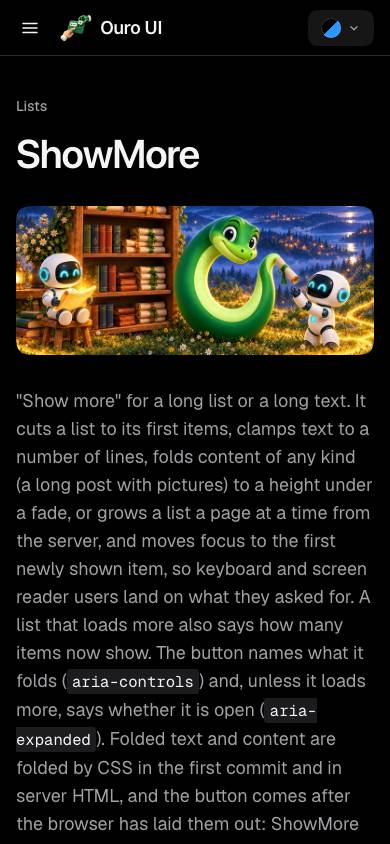 Ouro UI
Lists
ShowMore
"Show more" for a long list or a long text. It
cuts a list to its first items, clamps text to a
number of lines, folds content of any kind
(a long post with pictures) to a height under
a fade, or grows a list a page at a time from
the server, and moves focus to the first
newly shown item, so keyboard and screen
reader users land on what they asked for. A
list that loads more also says how many
items now show. The button names what it
folds (aria-controls) and, unless it loads
more, says whether it is open (aria-
expanded). Folded text and content are
folded by CSS in the first commit and in
server HTML, and the button comes after
the browser has laid them out: ShowMore